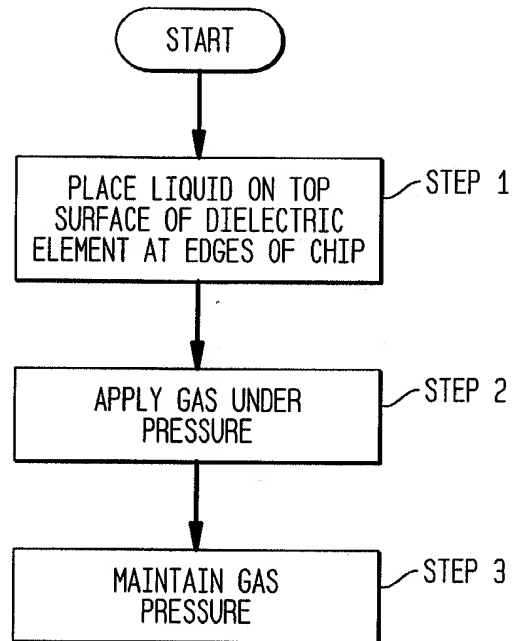 START
PLACE LIQUID ON TOP
SURFACE OF DIELECTRIC
ELEMENT AT EDGES OF CHIP
STEP 1
APPLY GAS UNDER
PRESSURE
STEP 2
MAINTAIN GAS
PRESSURE
STEP 3